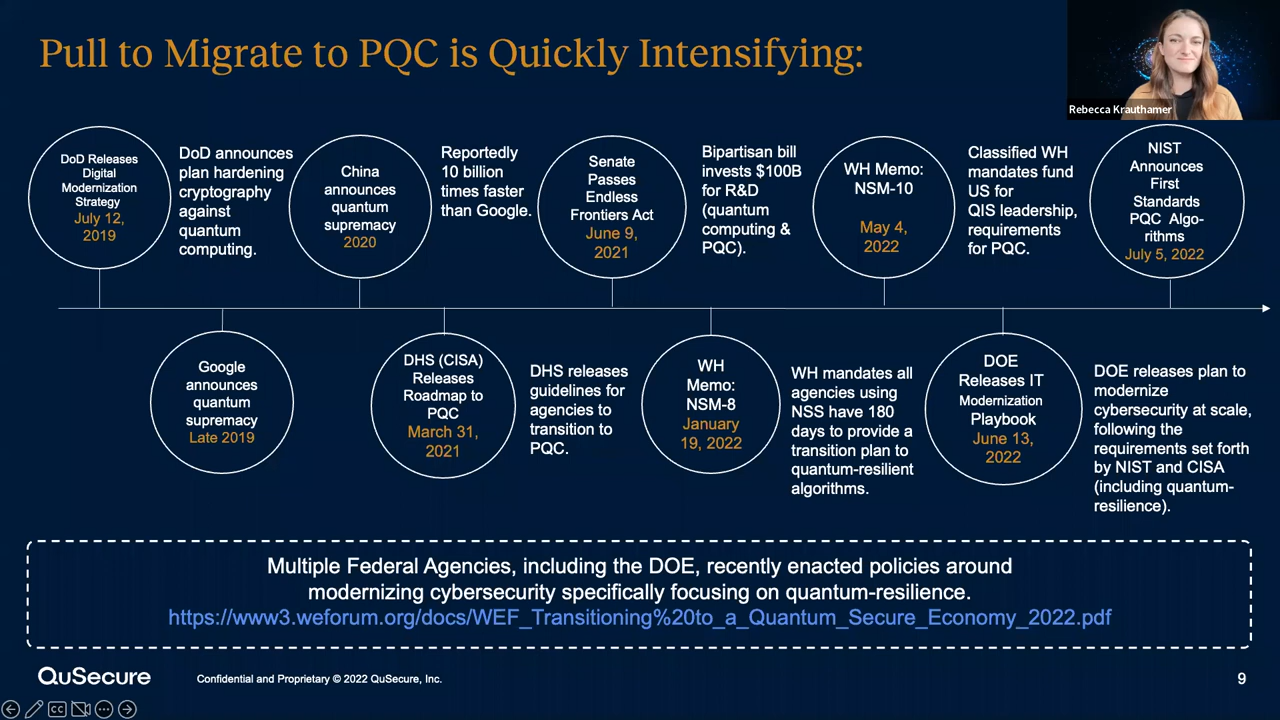 Pull to Migrate to PQC is Quickly Intensifying:
Rebecca Krauthamer
DoD Releases
Digital
Modernization
Strategy
July 12,
2019
DoD announces
plan hardening
cryptography
against
quantum
computing.
China
announces
quantum
supremacy
2020
Reportedly
10 billion
times faster
than Google.
Senate
Passes
Endless
Frontiers Act
June 9,
2021
Bipartisan bill
invests $100B
for R&D
(quantum
computing &
PQC).
WH Memo:
NSM-10
May 4,
2022
Classified WH
mandates fund
US for
QIS leadership,
requirements
for PQC.
NIST
Announces
First
Standards
PQC Algo-
rithms
July 5, 2022
Google
announces
quantum
supremacy
Late 2019
DHS (CISA)
Releases
Roadmap to
PQC
March 31,
2021
DHS releases
guidelines for
agencies to
transition to
PQC.
WH
Memo:
NSM-8
January
19, 2022
WH mandates all
agencies using
NSS have 180
days to provide a
transition plan to
quantum-resilient
algorithms.
DOE
Releases IT
Modernization
Playbook
June 13,
2022
DOE releases plan to
modernize
cybersecurity at scale,
following the
requirements set forth
by NIST and CISA
(including quantum-
resilience).
Multiple Federal Agencies, including the DOE, recently enacted policies around
modernizing cybersecurity specifically focusing on quantum-resilience.
https://www3.weforum.org/docs/WEF_Transitioning%20to_a_Quantum_Secure_Economy_2022.pdf
QuSecure
Confidential and Proprietary © 2022 QuSecure, Inc.
9
CC